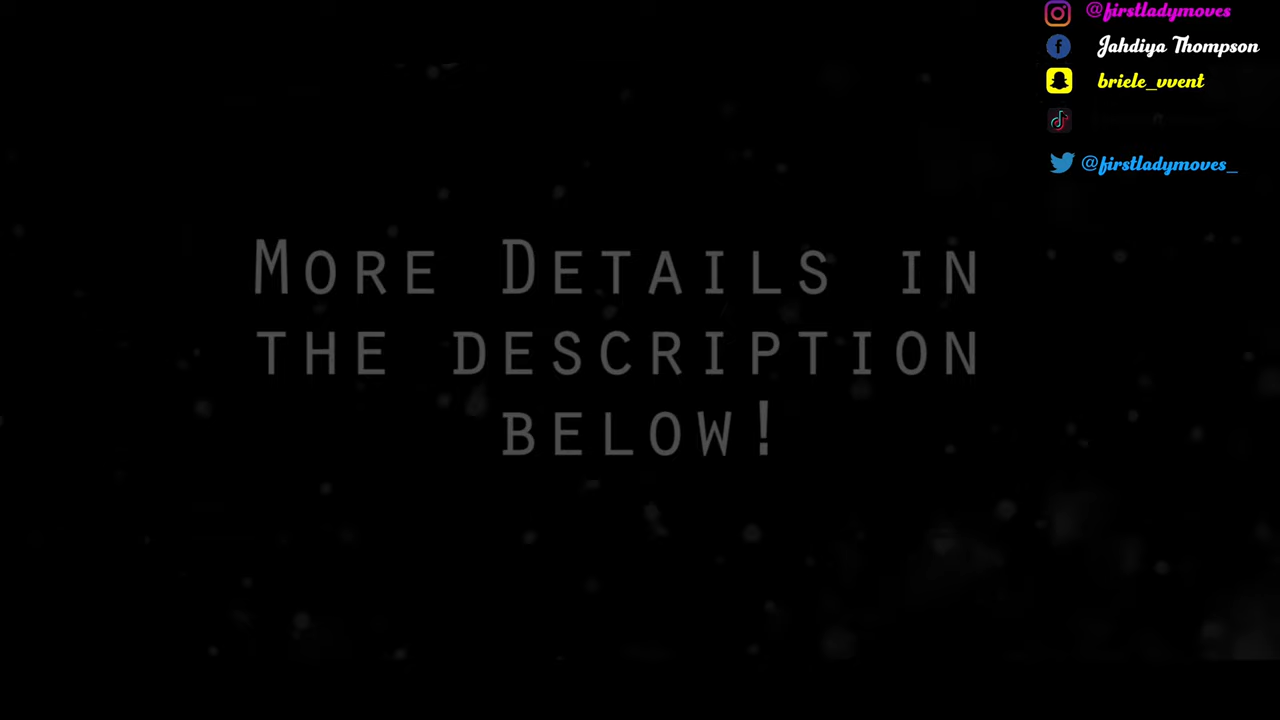 @firstladymoves
Jahdiya Thompson
briele_vvent
@firstladymoves_
More Details in
the description
below!